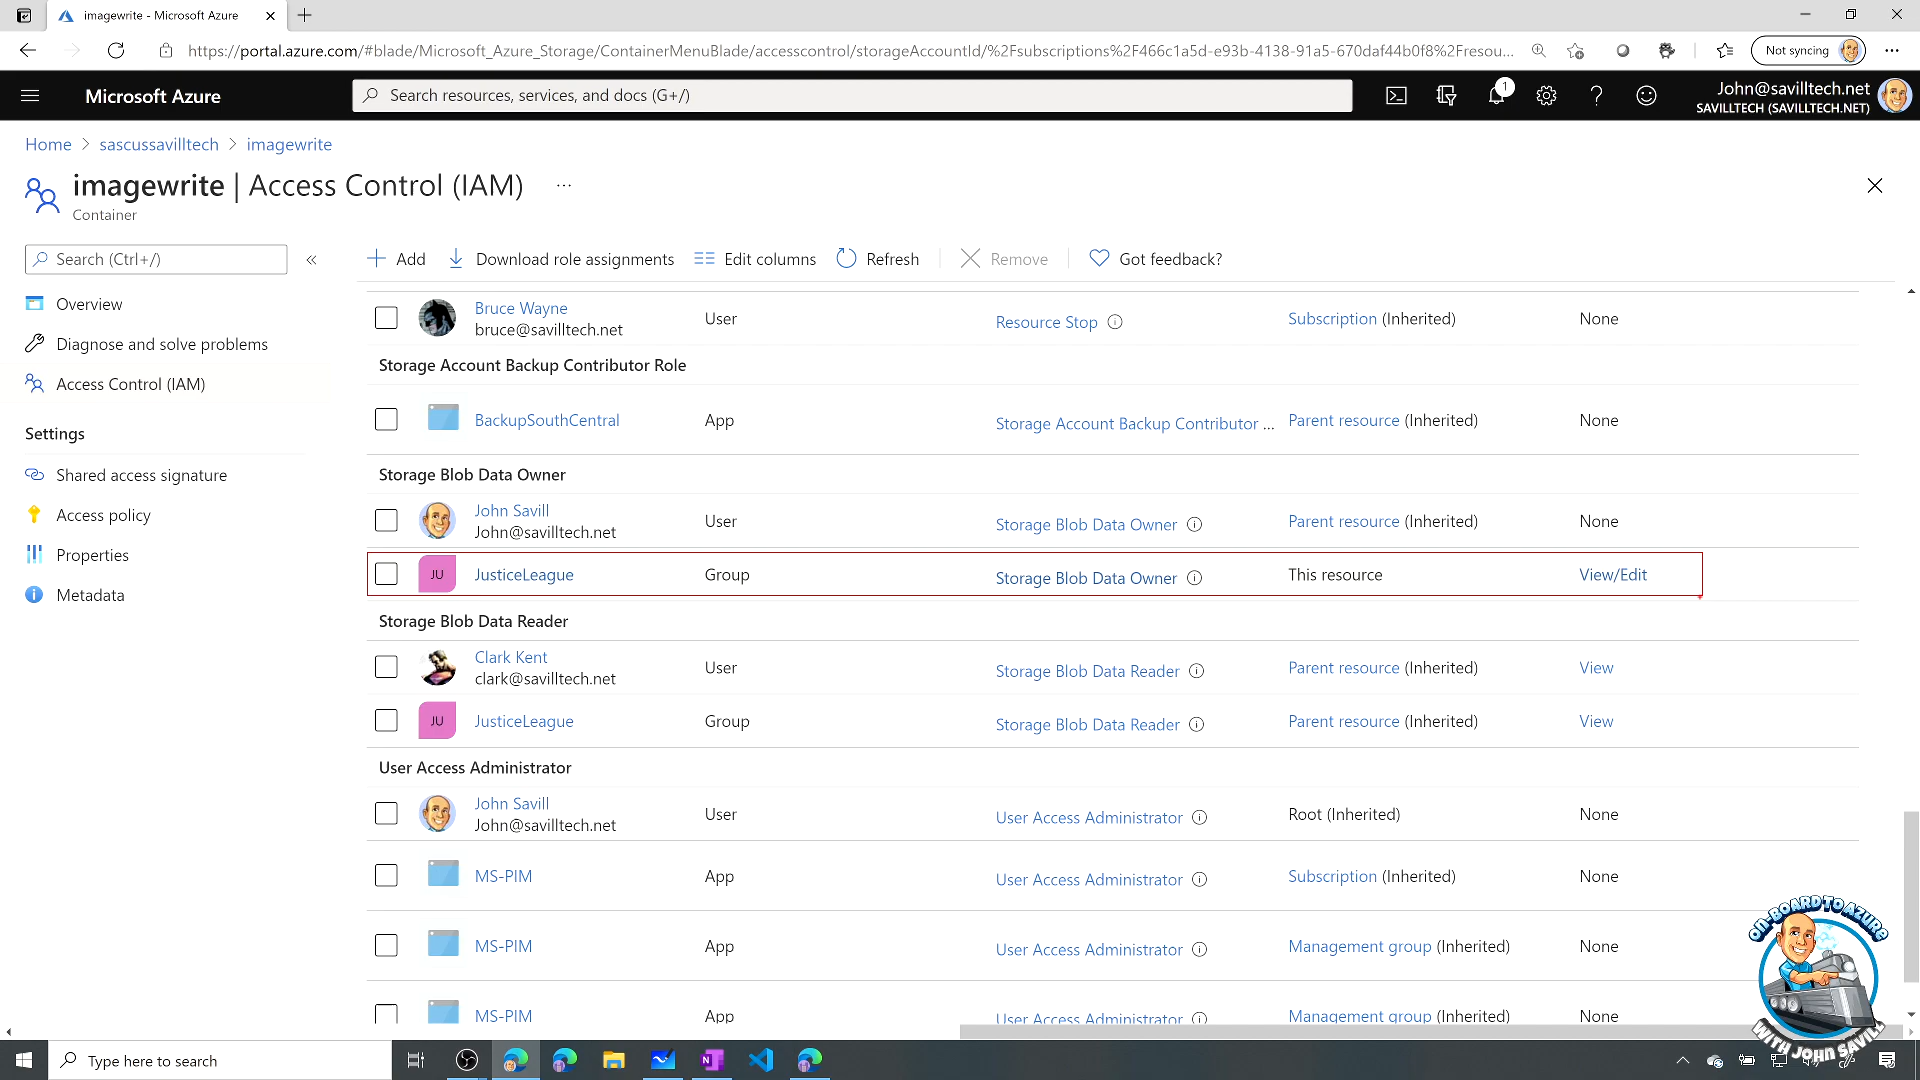 imagewrite - Microsoft Azure
https://portal.azure.com/#blade/Microsoft_Azure_Storage/ContainerMenuBlade/accesscontrol/storageAccountId/%2Fsubscriptions%2F466c1a5d-e93b-4138-91a5-670daf44b0f8%2Fresou...
Not syncing
Microsoft Azure
Search resources, services, and docs (G+/)
1
John@savilltech.net
SAVILLTECH (SAVILLTECH.NET)
Home > sascussavilltech > imagewrite
imagewrite | Access Control (IAM) ...
Container
Search (Ctrl+/)
«
Add
Download role assignments
Edit columns
Refresh
Remove
Got feedback?
Overview
Diagnose and solve problems
Access Control (IAM)
Settings
Shared access signature
Access policy
Properties
Metadata
Bruce Wayne
bruce@savilltech.net
User
Resource Stop
Subscription (Inherited)
None
Storage Account Backup Contributor Role
BackupSouthCentral
App
Storage Account Backup Contributor ...
Parent resource (Inherited)
None
Storage Blob Data Owner
John Savill
John@savilltech.net
User
Storage Blob Data Owner
Parent resource (Inherited)
None
JU
JusticeLeague
Group
Storage Blob Data Owner
This resource
View/Edit
Storage Blob Data Reader
Clark Kent
clark@savilltech.net
User
Storage Blob Data Reader
Parent resource (Inherited)
View
JU
JusticeLeague
Group
Storage Blob Data Reader
Parent resource (Inherited)
View
User Access Administrator
John Savill
John@savilltech.net
User
User Access Administrator
Root (Inherited)
None
MS-PIM
App
User Access Administrator
Subscription (Inherited)
None
MS-PIM
App
User Access Administrator
Management group (Inherited)
None
MS-PIM
App
User Access Administrator
Management group (Inherited)
None
ON-BOARD TO AZURE
WITH JOHN SAVILL
Type here to search